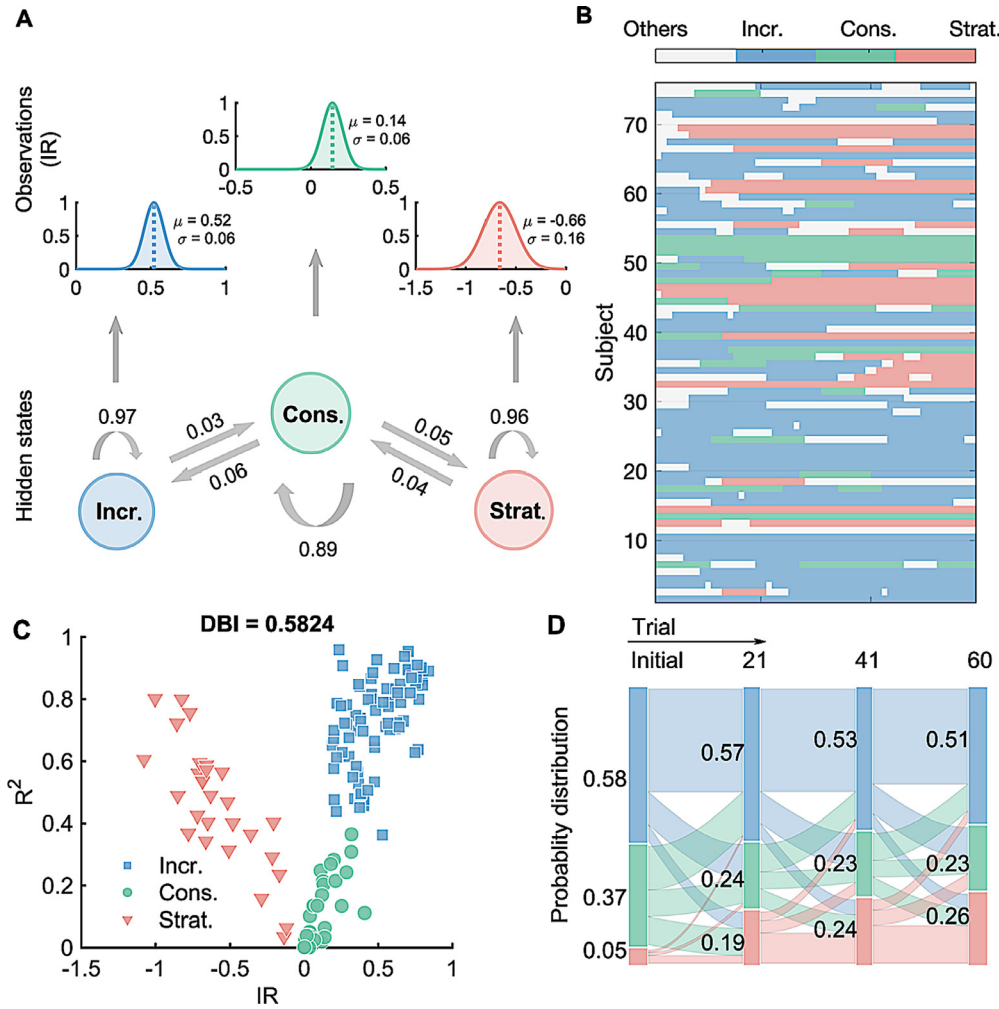 A
Observations
(IR)
1
0.5
0
-0.5
0
0.5
μ = 0.14
σ = 0.06
1
0.5
0
0
0.5
1
μ = 0.52
σ = 0.06
1
0.5
0
-1.5
-1
-0.5
0
μ = -0.66
σ = 0.16
Hidden states
0.97
0.03
0.06
Cons.
0.05
0.04
0.96
Incr.
Strat.
0.89
B
Others Incr. Cons. Strat.
Subject
70
60
50
40
30
20
10
C
DBI = 0.5824
R²
1
0.8
0.6
0.4
0.2
0
Incr.
Cons.
Strat.
-1.5 -1 -0.5 0 0.5 1
IR
D
Trial
Initial 21 41 60
Probablity distribution
0.58
0.37
0.05
0.57
0.24
0.19
0.53
0.23
0.24
0.51
0.23
0.26